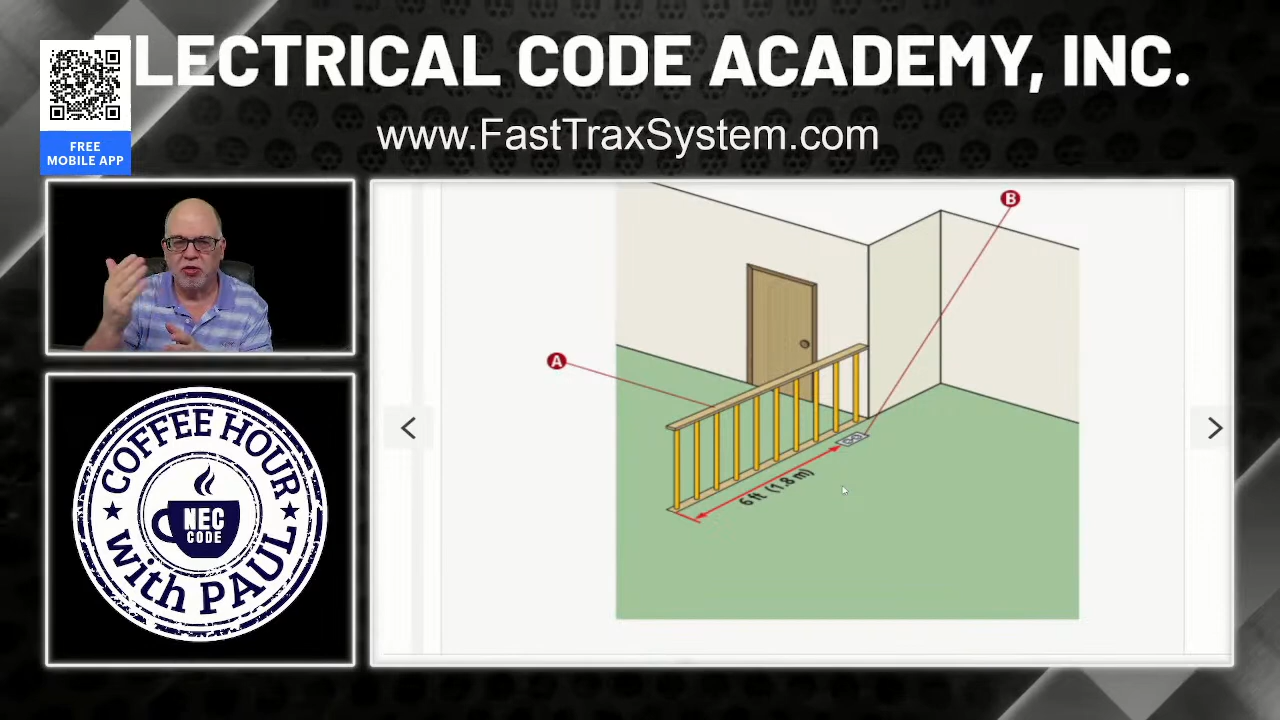 ELECTRICAL CODE ACADEMY, INC.
www.FastTraxSystem.com
FREE
MOBILE APP
B
A
6 ft (1.8 m)
COFFEE HOUR
NEC
CODE
with PAUL